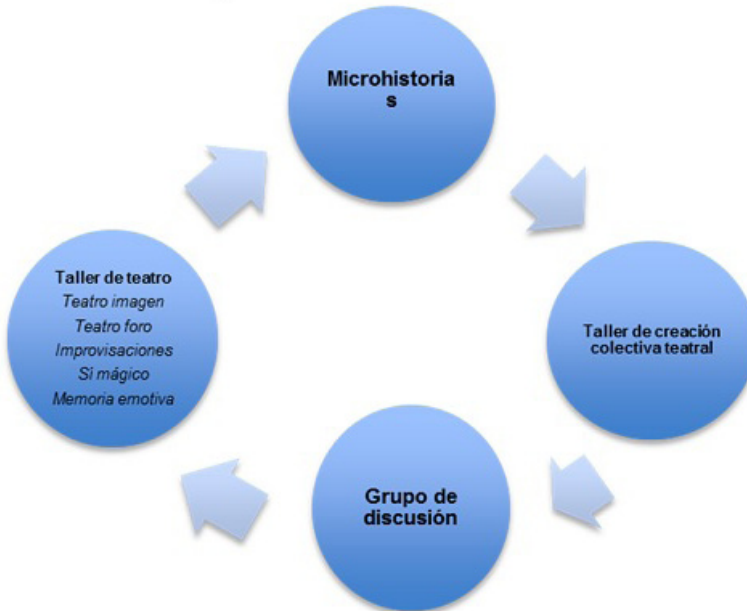 Microhistoria
s
Taller de teatro
Teatro imagen
Teatro foro
Improvisaciones
Sí mágico
Memoria emotiva
Taller de creación
colectiva teatral
Grupo de
discusión